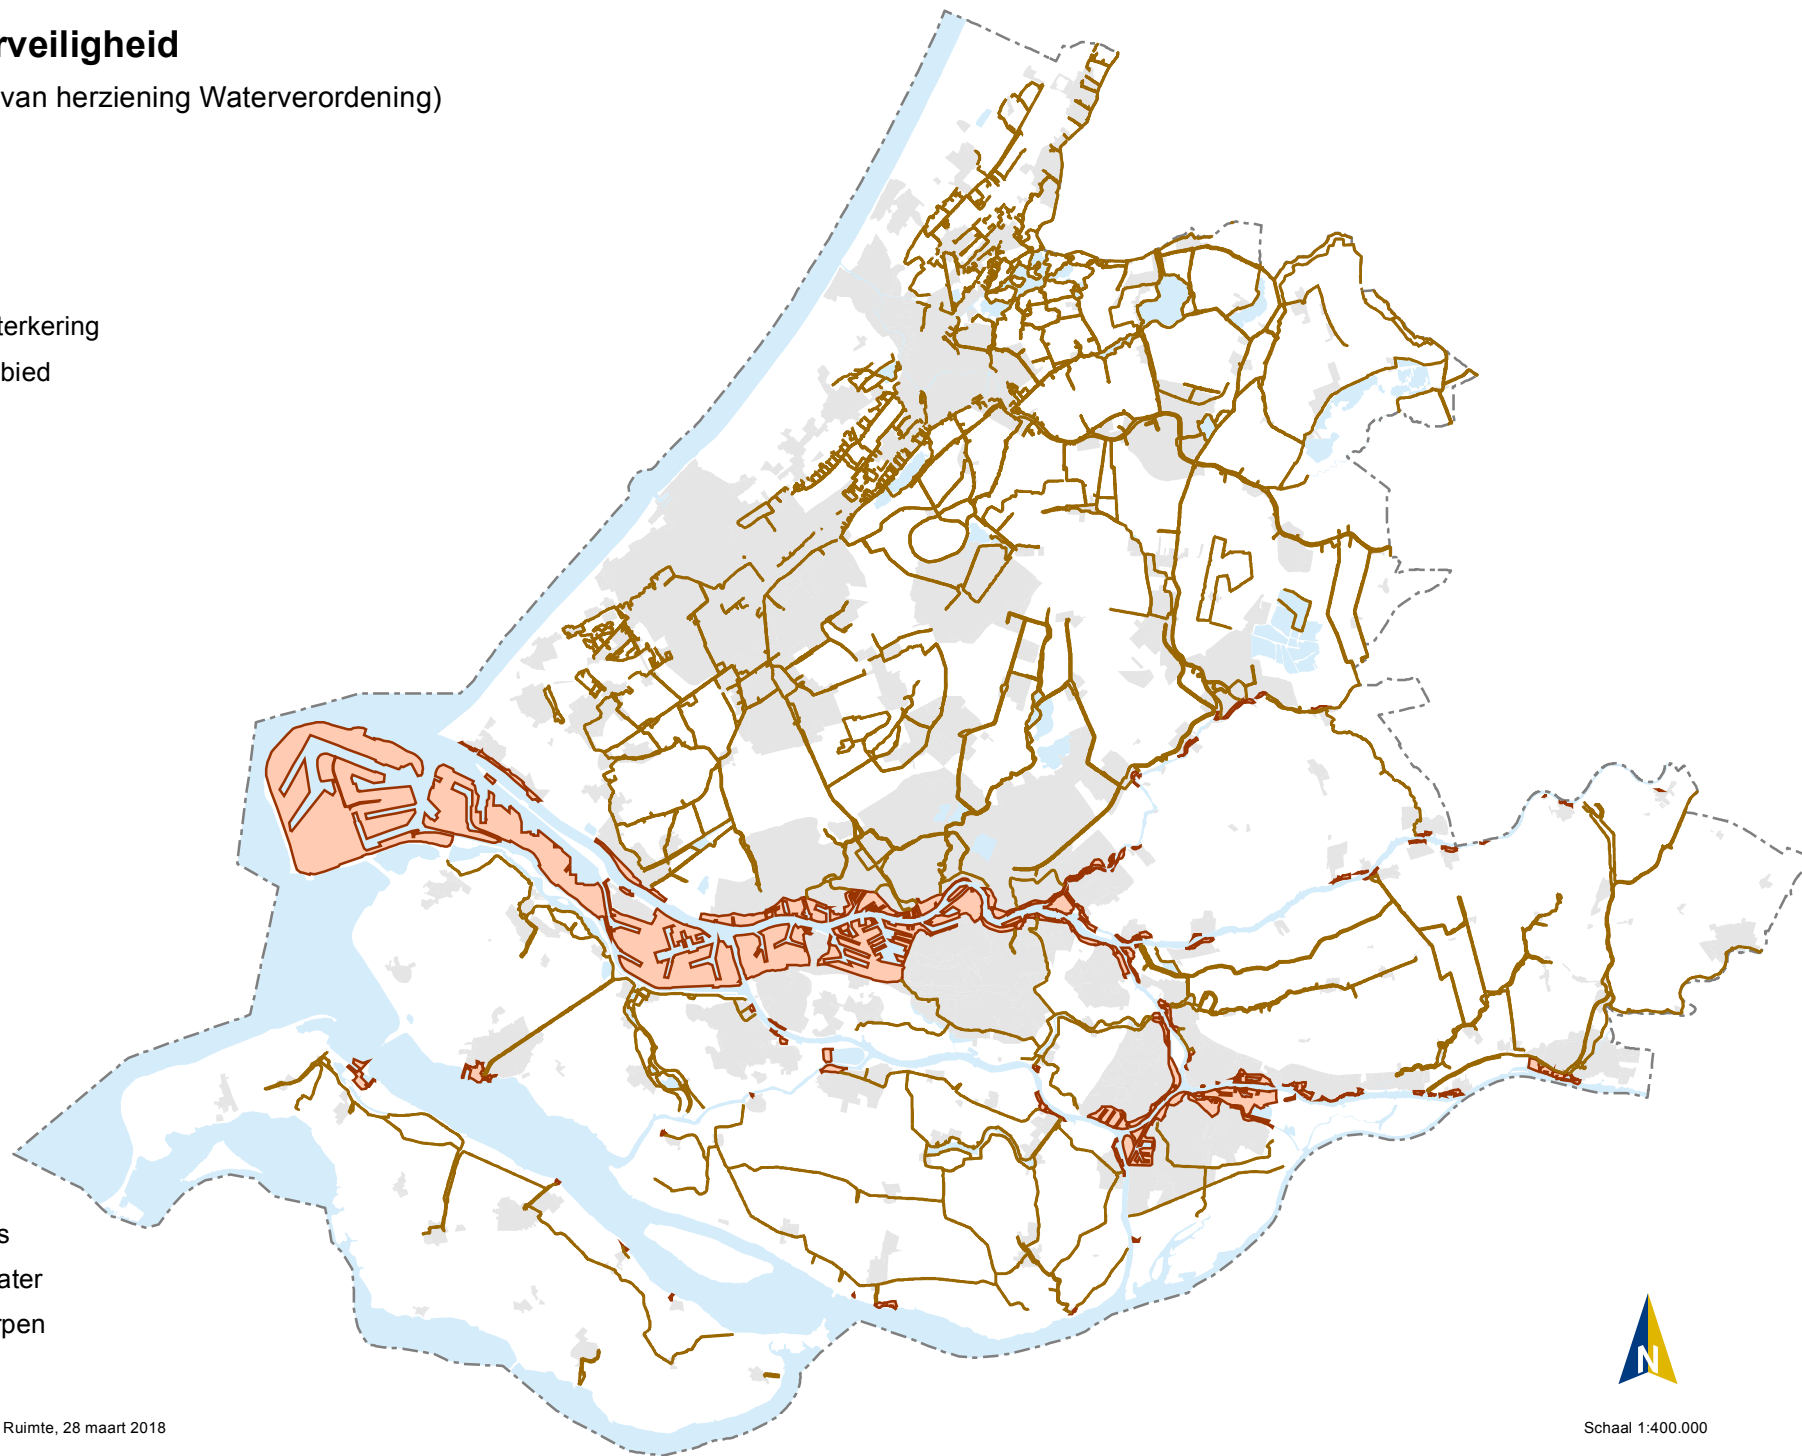 rveiligheid
van herziening Waterverordening)
terkering
bied
s
ater
rpen
N
Ruimte, 28 maart 2018
Schaal 1:400.000